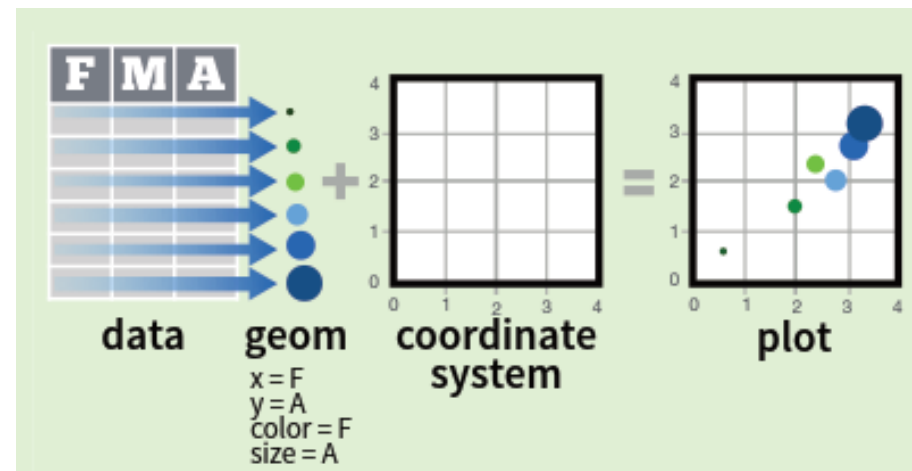 F M A
+
=
4
3
2
1
0
0 1 2 3 4
4
3
2
1
0
0 1 2 3 4
data
geom
x = F
y = A
color = F
size = A
coordinate
system
plot